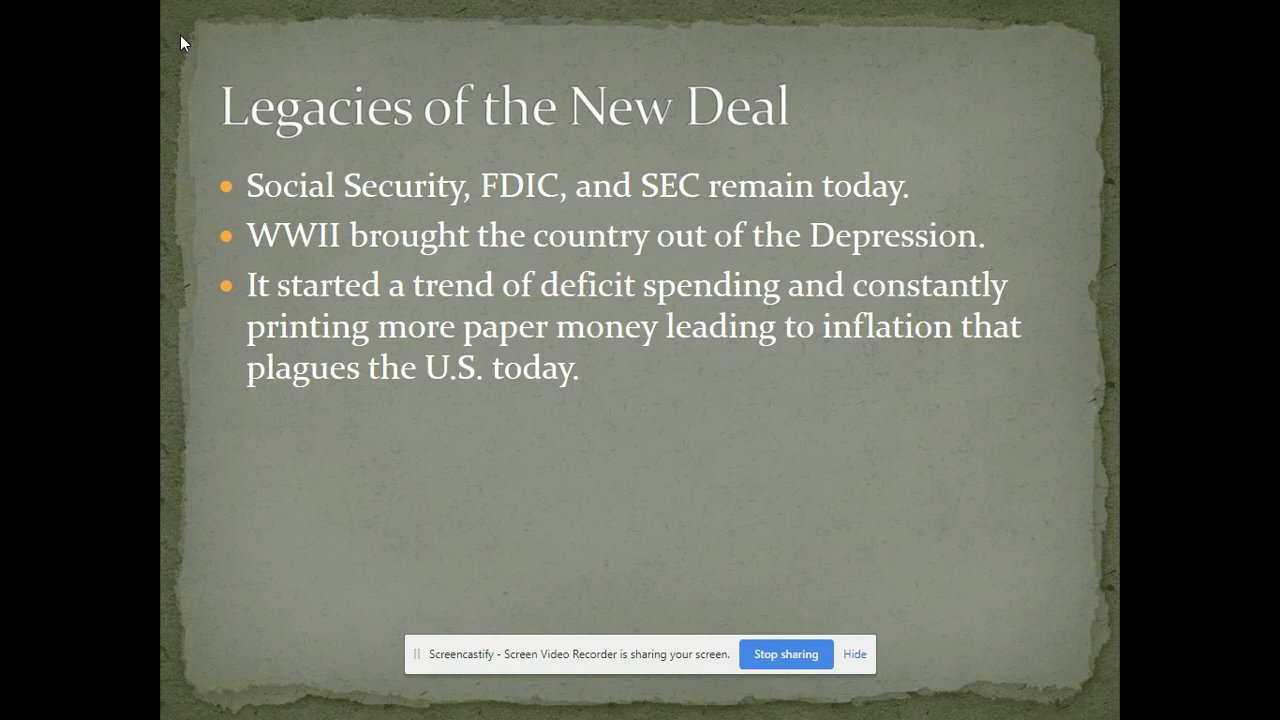 Legacies of the New Deal
Social Security, FDIC, and SEC remain today.
WWII brought the country out of the Depression.
It started a trend of deficit spending and constantly
printing more paper money leading to inflation that
plagues the U.S. today.
Screencastify - Screen Video Recorder is sharing your screen. Stop sharing Hide